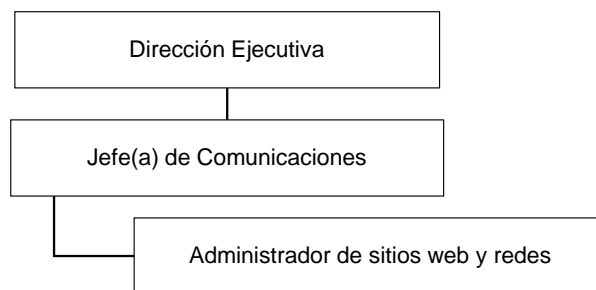 Dirección Ejecutiva
Jefe(a) de Comunicaciones
Administrador de sitios web y redes